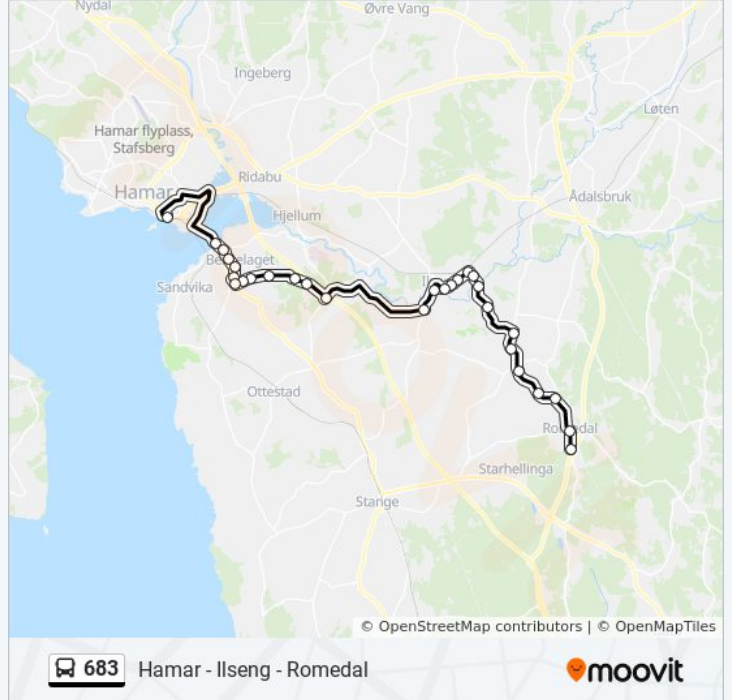 Nydal
Øvre Vang
Ingeberg
Løten
Hamar flyplass,
Stafsberg
Ridabu
Hamar
Ådalsbruk
Hjellum
Sandvika
Ottestad
Starhellinga
Stange
© OpenStreetMap contributors | © OpenMapTiles
683 Hamar - Ilseng - Romedal moovit